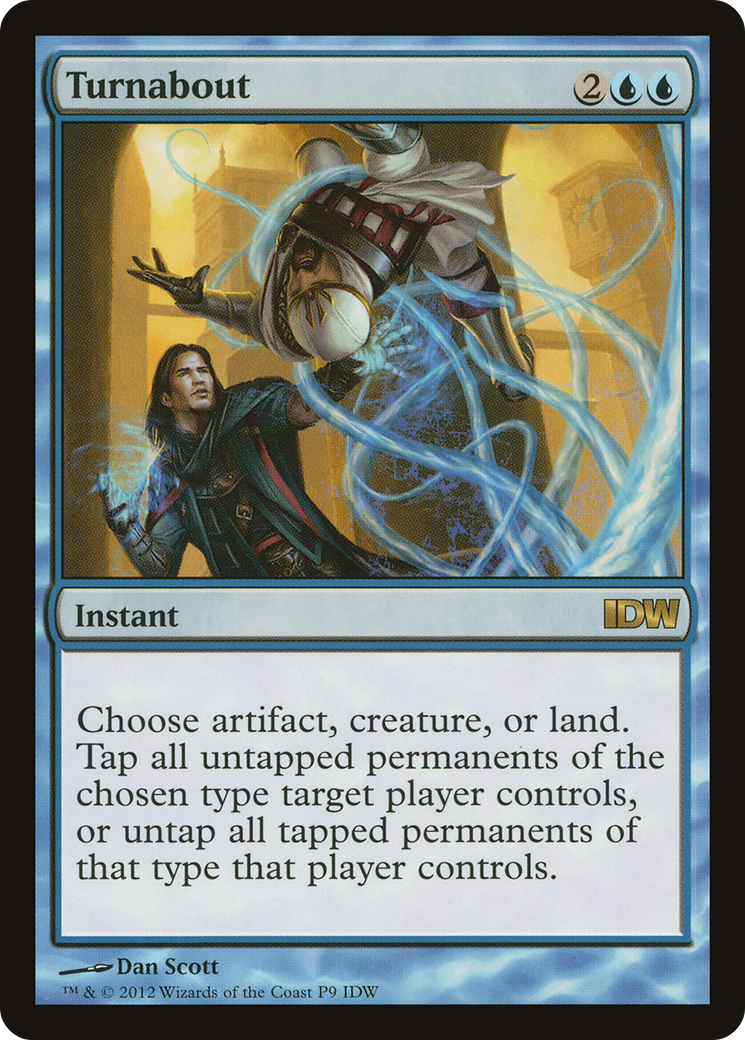 Turnabout
2
Instant
IDW
Choose artifact, creature, or land.
Tap all untapped permanents of the
chosen type target player controls,
or untap all tapped permanents of
that type that player controls.
Dan Scott
™ & © 2012 Wizards of the Coast P9 IDW